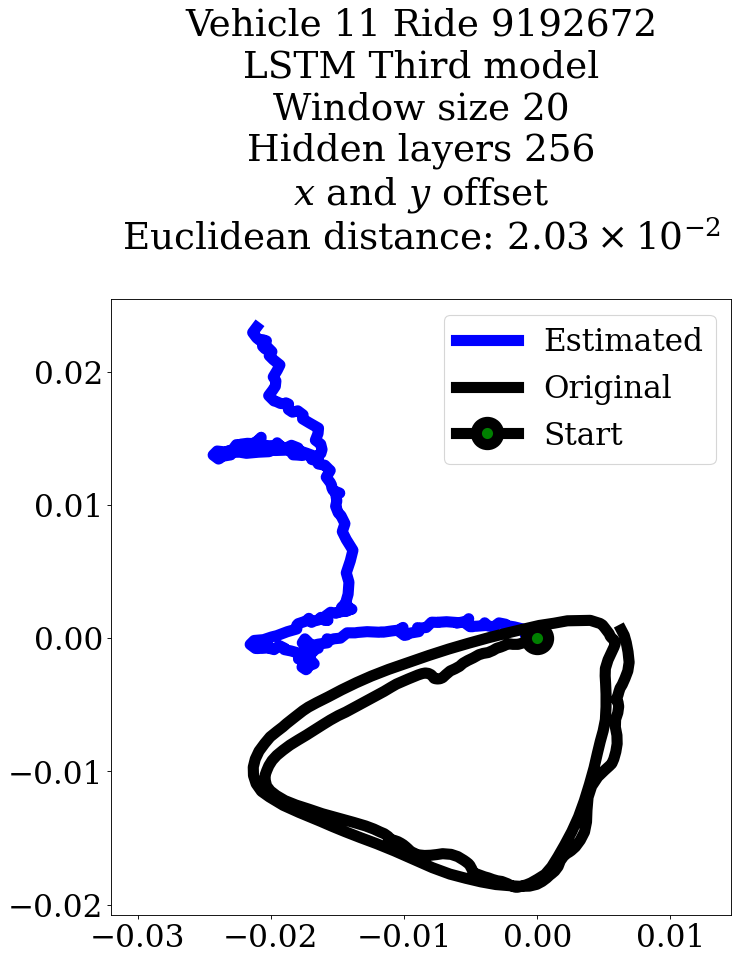 Vehicle 11 Ride 9192672
LSTM Third model
Window size 20
Hidden layers 256
x and y offset
Euclidean distance: 2.03 × 10⁻²
Estimated
Original
Start
0.02
0.01
0.00
−0.01
−0.02
−0.03 −0.02 −0.01 0.00 0.01